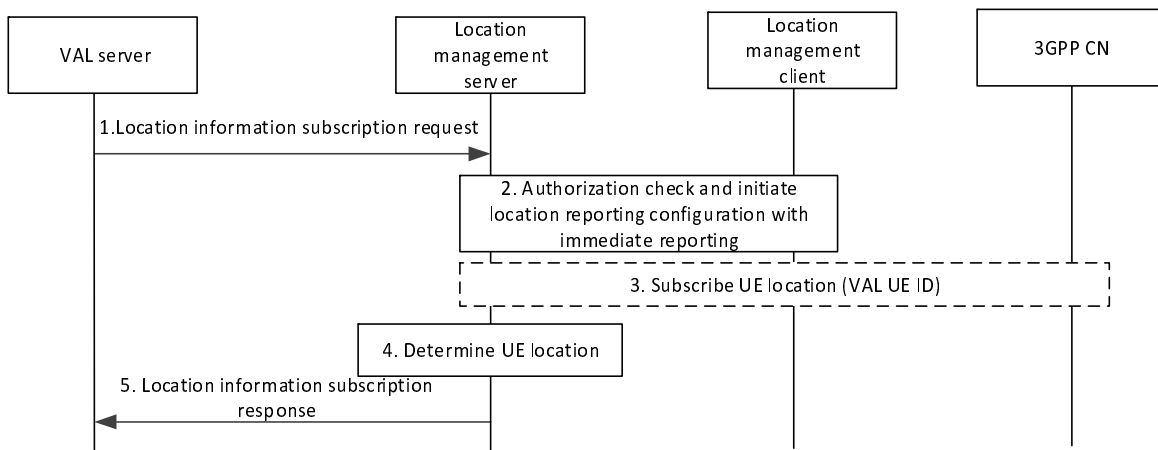 VAL server
Location
management
server
Location
management
client
3GPP CN
1.Location information subscription request
2. Authorization check and initiate
location reporting configuration with
immediate reporting
3. Subscribe UE location (VAL UE ID)
4. Determine UE location
5. Location information subscription
response